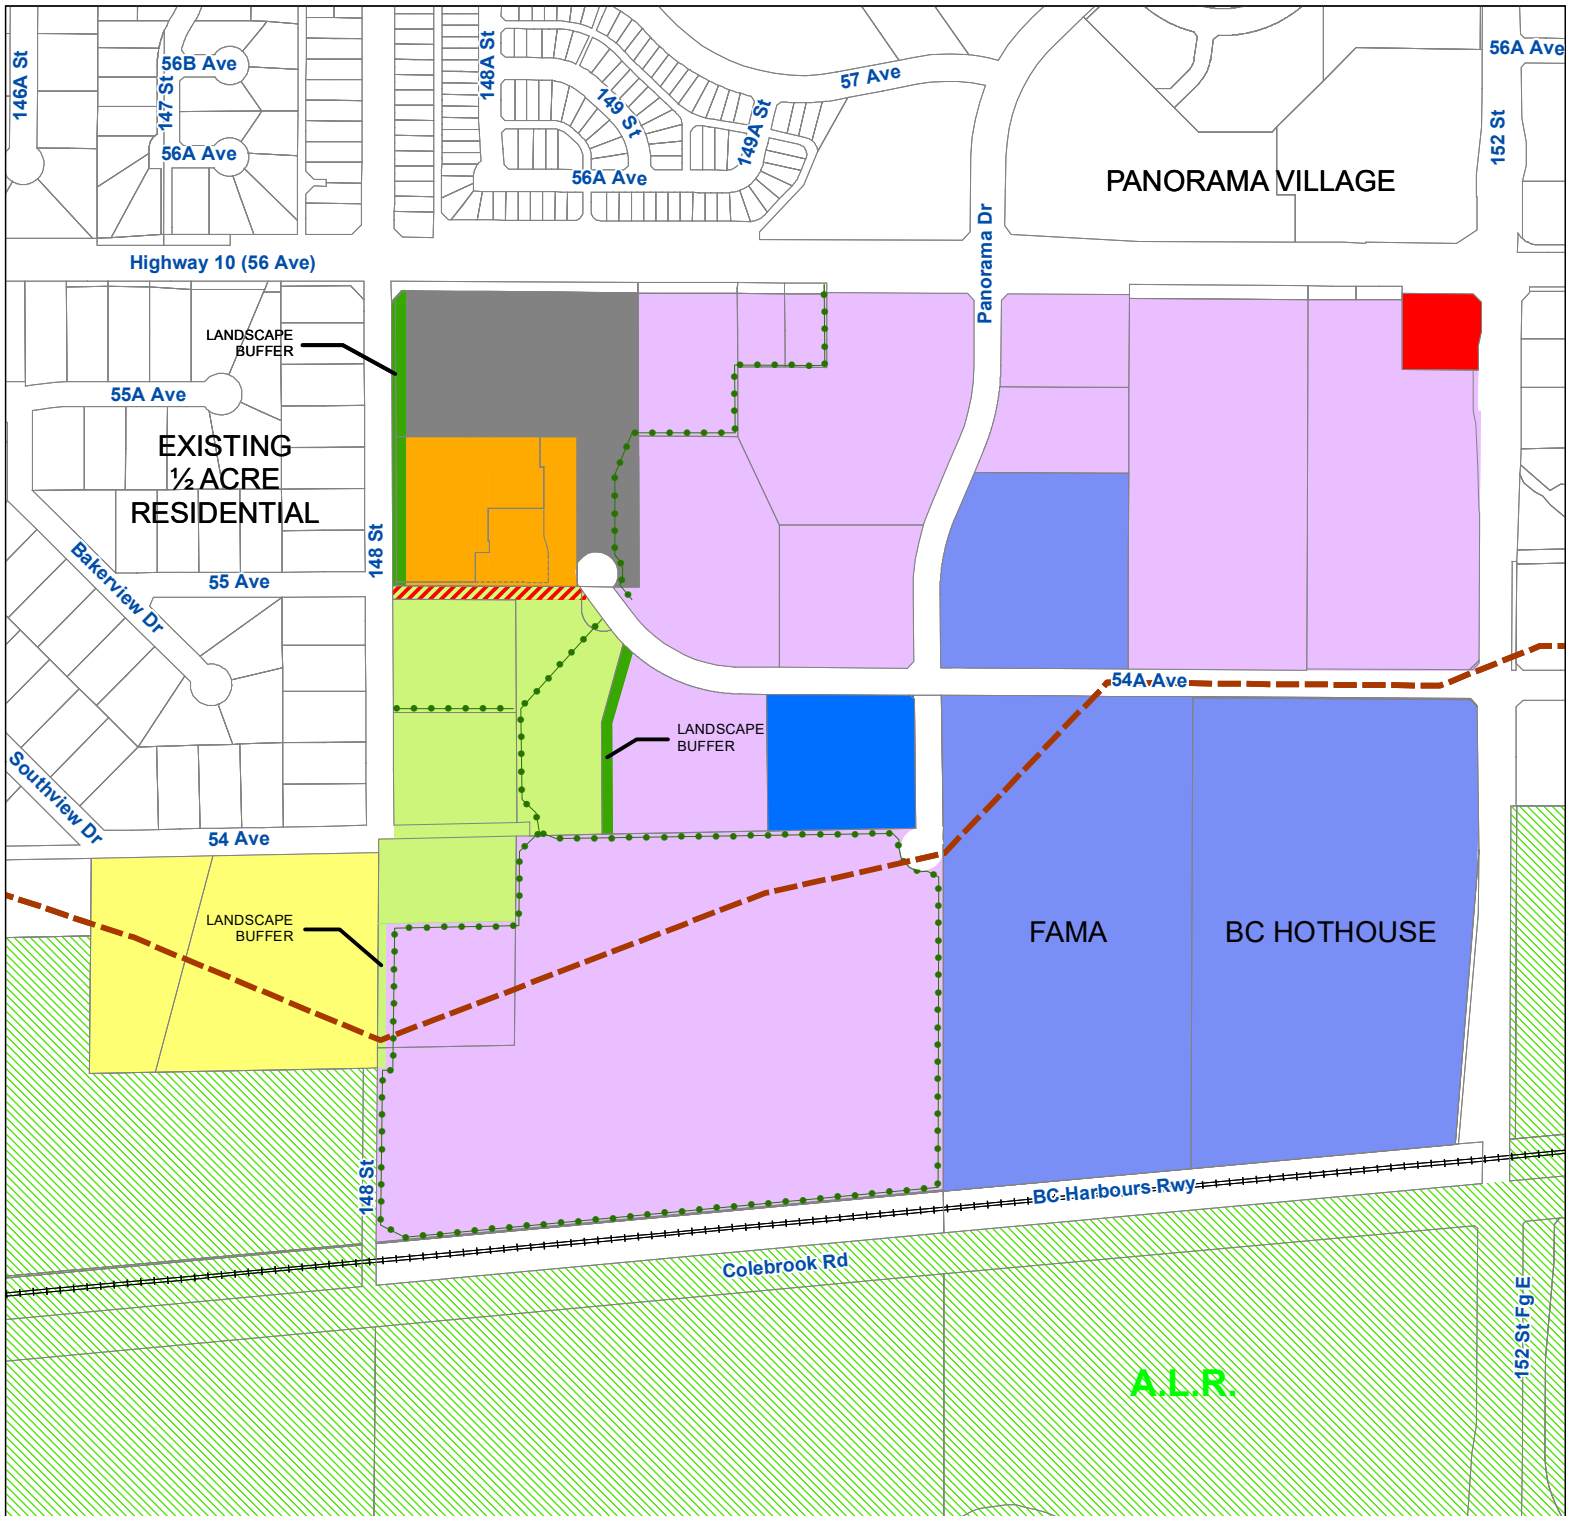 146A St
56B Ave
147 St
56A Ave
148A St
149 St
149A St
56A Ave
57 Ave
56A Ave
152 St
PANORAMA VILLAGE
Panorama Dr
Highway 10 (56 Ave)
LANDSCAPE
BUFFER
55A Ave
EXISTING
½ ACRE
RESIDENTIAL
148 St
55 Ave
Bakerview Dr
54A Ave
LANDSCAPE
BUFFER
Southview Dr
54 Ave
LANDSCAPE
BUFFER
FAMA
BC HOTHOUSE
148 St
BC Harbours Rwy
Colebrook Rd
152 St Fg E
A.L.R.